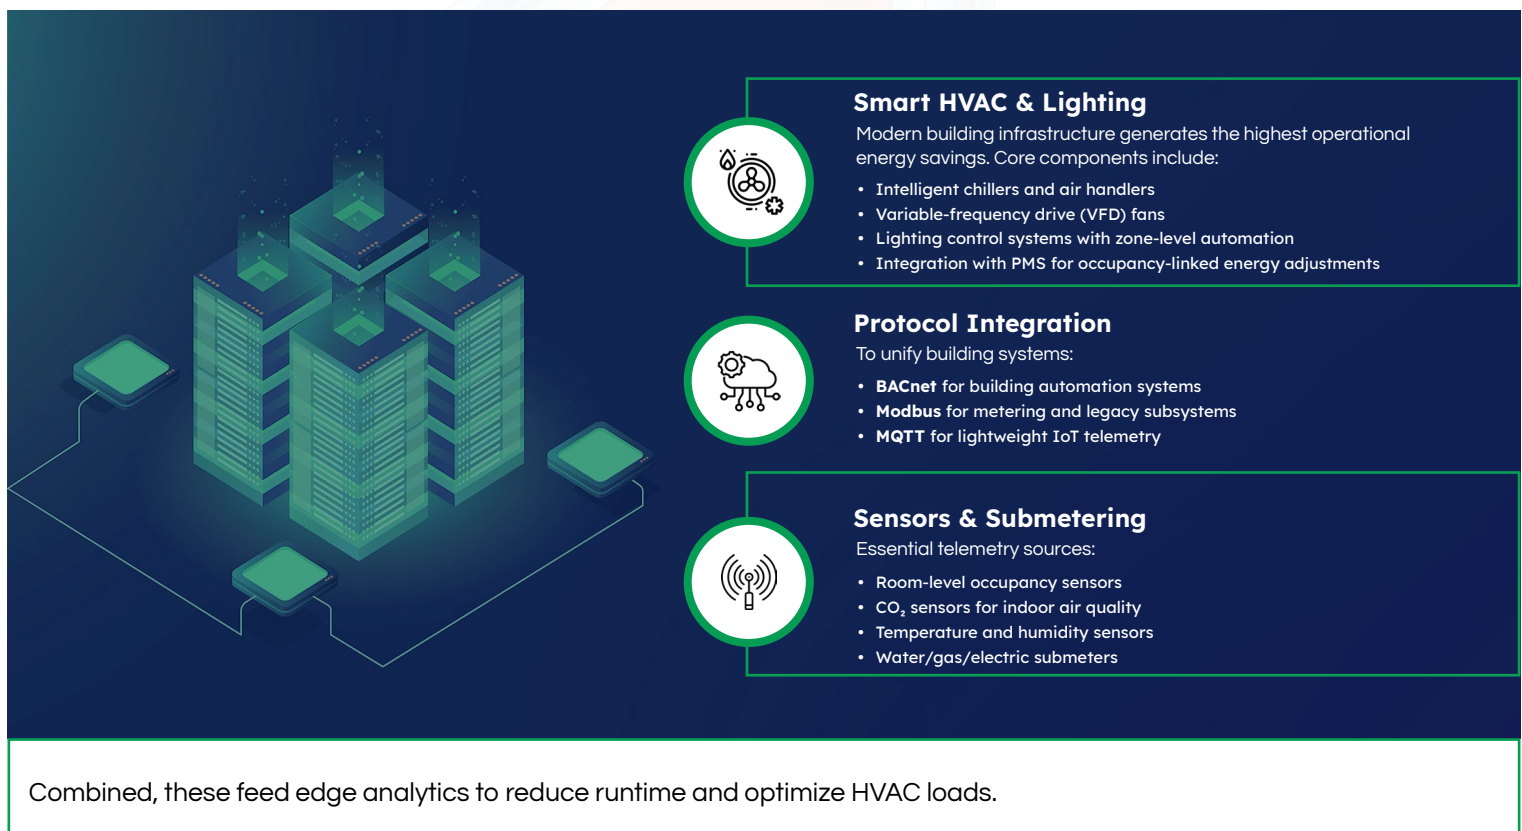 Smart HVAC & Lighting
Modern building infrastructure generates the highest operational
energy savings. Core components include:
• Intelligent chillers and air handlers
• Variable-frequency drive (VFD) fans
• Lighting control systems with zone-level automation
• Integration with PMS for occupancy-linked energy adjustments
Protocol Integration
To unify building systems:
• BACnet for building automation systems
• Modbus for metering and legacy subsystems
• MQTT for lightweight IoT telemetry
Sensors & Submetering
Essential telemetry sources:
• Room-level occupancy sensors
• CO₂ sensors for indoor air quality
• Temperature and humidity sensors
• Water/gas/electric submeters
Combined, these feed edge analytics to reduce runtime and optimize HVAC loads.